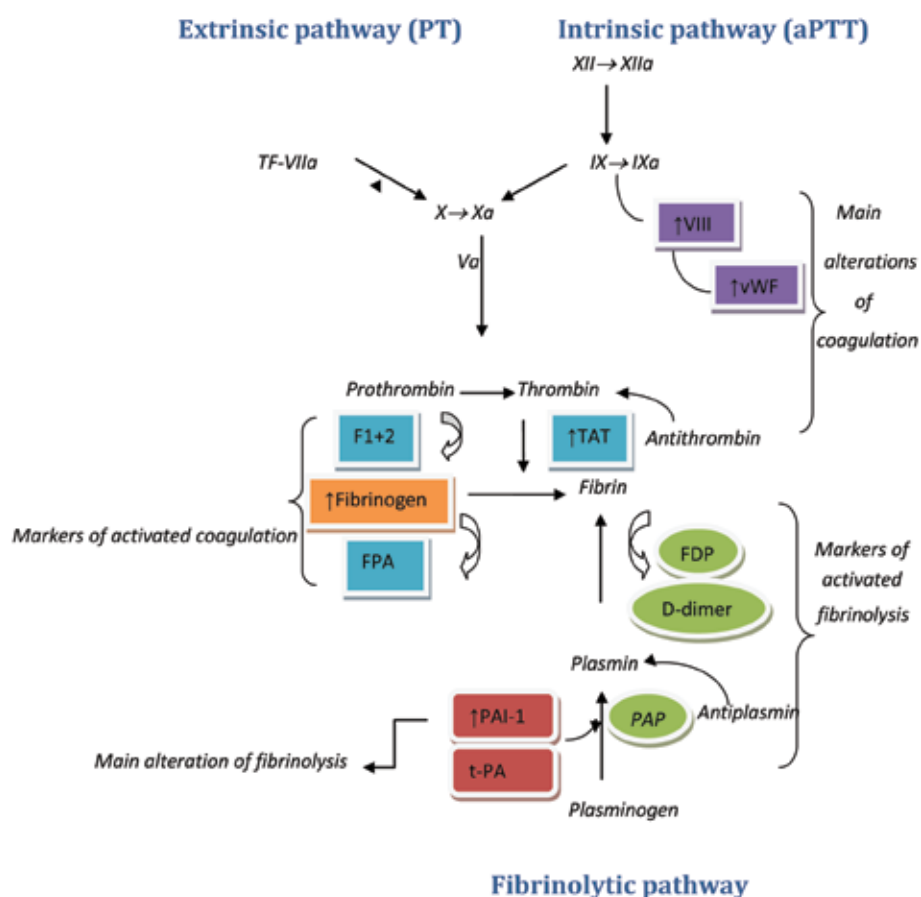 Extrinsic pathway (PT)
Intrinsic pathway (aPTT)
XII→XIIa
TF-VIIa
IX→IXa
X→Xa
↑VIII
Main
alterations
of
coagulation
Va
↑vWF
Prothrombin
Thrombin
F1+2
↑TAT
Antithrombin
↑Fibrinogen
Fibrin
Markers of activated coagulation
FPA
FDP
D-dimer
Markers of
activated
fibrinolysis
Plasmin
↑PAI-1
PAP
Antiplasmin
Main alteration of fibrinolysis
t-PA
Plasminogen
Fibrinolytic pathway